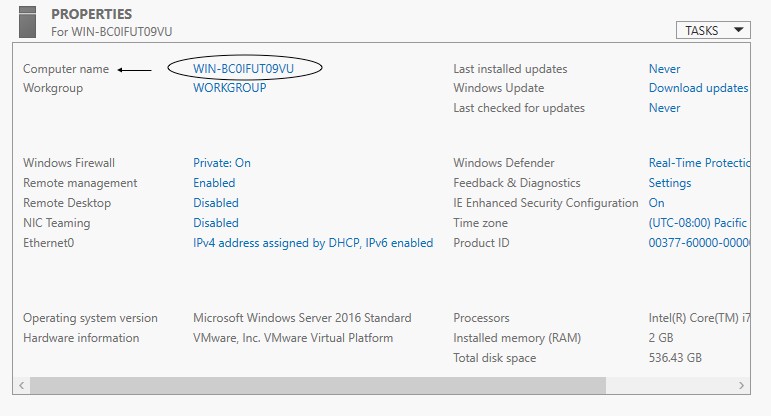 PROPERTIES
For WIN-BC0IFUT09VU
TASKS
Computer name WIN-BC0IFUT09VU Last installed updates Never
Workgroup WORKGROUP Windows Update Download updates
Last checked for updates Never
Windows Firewall Private: On Windows Defender Real-Time Protectic
Remote management Enabled Feedback & Diagnostics Settings
Remote Desktop Disabled IE Enhanced Security Configuration On
NIC Teaming Disabled Time zone (UTC-08:00) Pacific
Ethernet0 IPv4 address assigned by DHCP, IPv6 enabled Product ID 00377-60000-0000
Operating system version Microsoft Windows Server 2016 Standard Processors Intel(R) Core(TM) i7
Hardware information VMware, Inc. VMware Virtual Platform Installed memory (RAM) 2 GB
Total disk space 536.43 GB